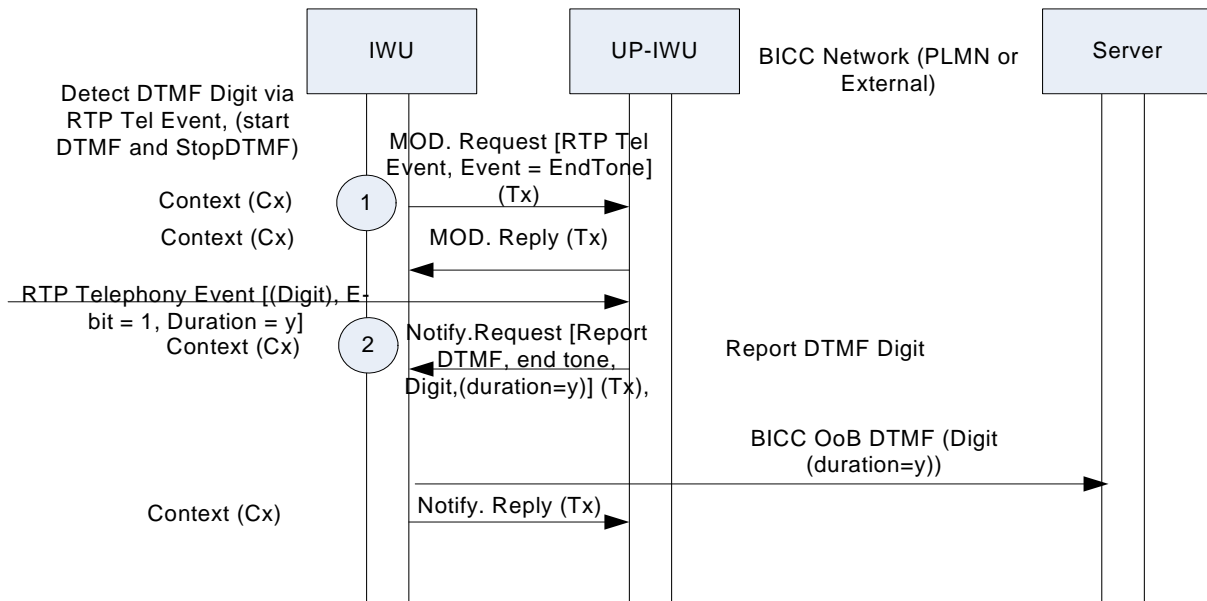 IWU
UP-IWU
BICC Network (PLMN or
External)
Server
Detect DTMF Digit via
RTP Tel Event, (start
DTMF and StopDTMF)
MOD. Request [RTP Tel
Event, Event = EndTone]
(Tx)
Context (Cx)
1
Context (Cx)
MOD. Reply (Tx)
RTP Telephony Event [(Digit), E-
bit = 1, Duration = y]
Context (Cx)
2
Notify.Request [Report
DTMF, end tone,
Digit,(duration=y)] (Tx),
Report DTMF Digit
BICC OoB DTMF (Digit
(duration=y))
Context (Cx)
Notify. Reply (Tx)